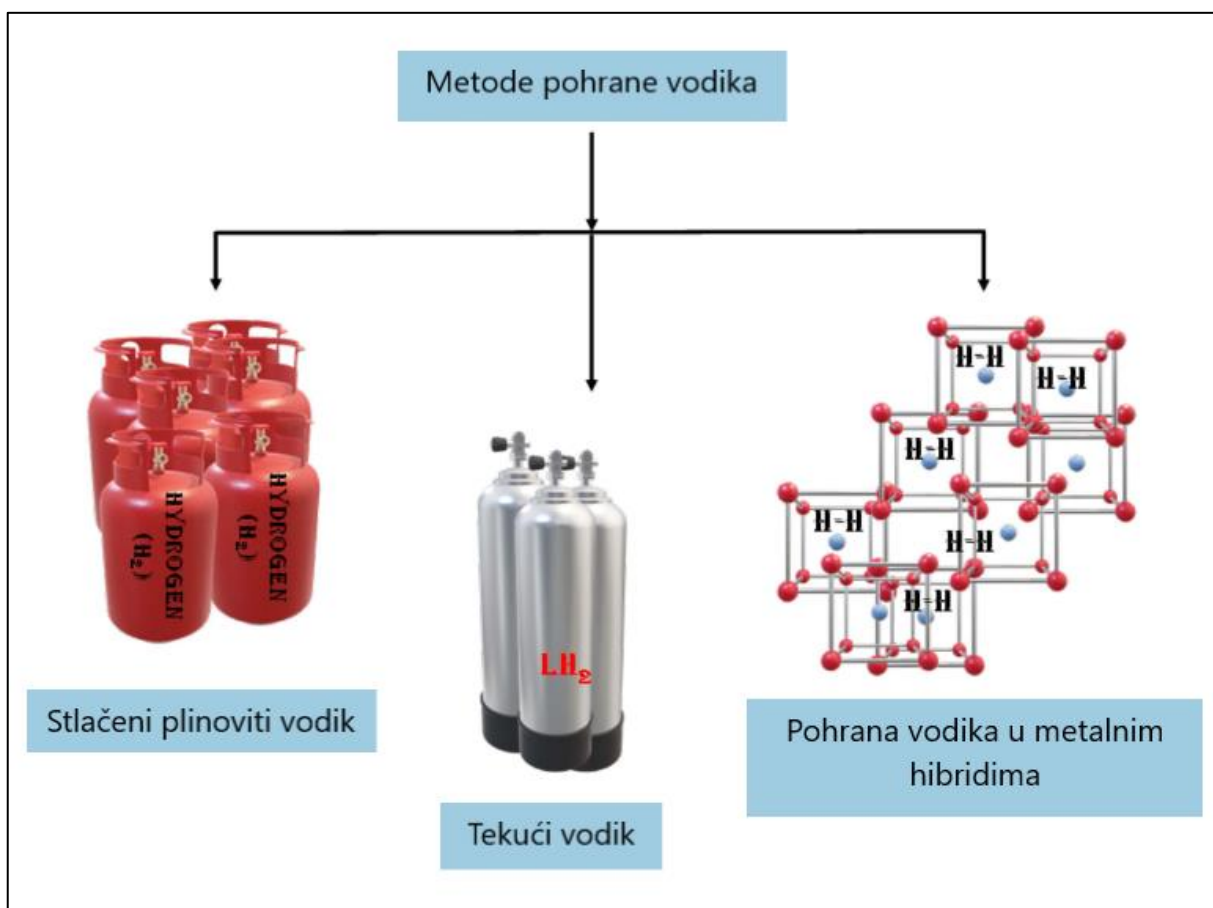 Metode pohrane vodika
HYDROGEN
(H₂)
HYDROGEN
(H₂)
LH₂
H-H
H-H
H-H
H-H
H-H
H-H
Stlačeni plinoviti vodik
Tekući vodik
Pohrana vodika u metalnim
hibridima